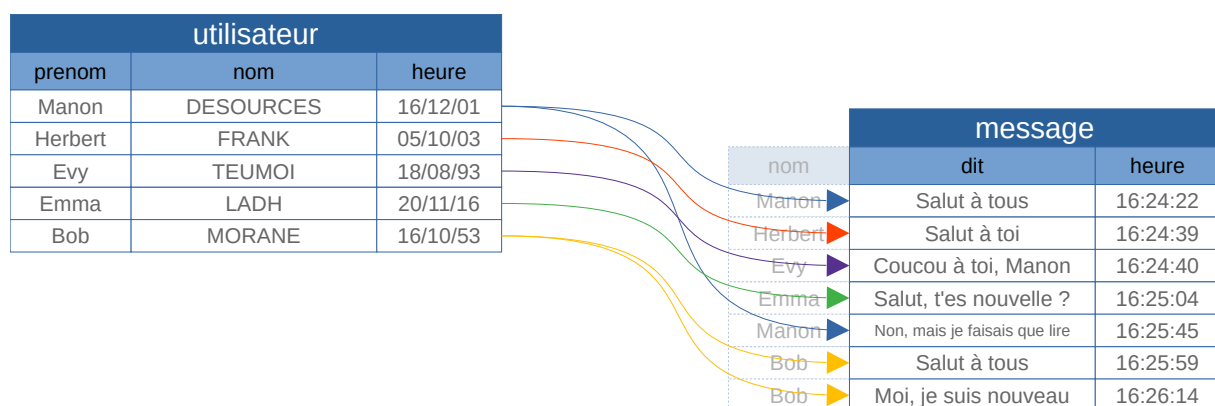 utilisateur
prenom nom heure
Manon DESOURCES 16/12/01
Herbert FRANK 05/10/03
Evy TEUMOI 18/08/93
Emma LADH 20/11/16
Bob MORANE 16/10/53
message
nom dit heure
Manon Salut à tous 16:24:22
Herbert Salut à toi 16:24:39
Evy Coucou à toi, Manon 16:24:40
Emma Salut, t'es nouvelle ? 16:25:04
Manon Non, mais je faisais que lire 16:25:45
Bob Salut à tous 16:25:59
Bob Moi, je suis nouveau 16:26:14